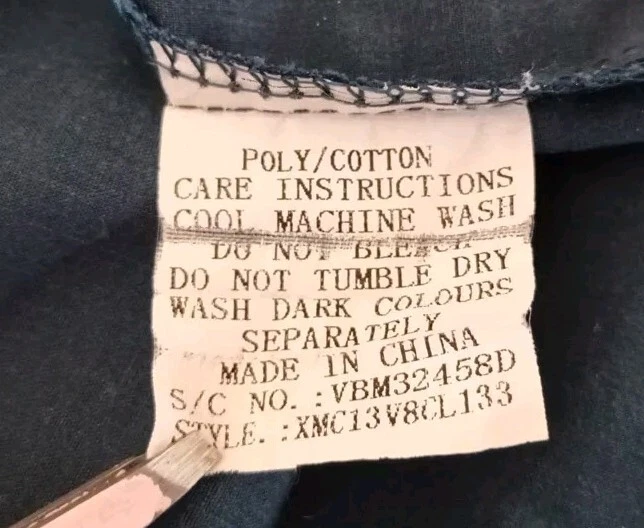 POLY/COTTON
CARE INSTRUCTIONS
COOL MACHINE WASH
DO NOT BLEACH
DO NOT TUMBLE DRY
WASH DARK COLOURS
SEPARATELY
MADE IN CHINA
S/C NO. :VBM32458D
STYLE. :XMC13V8CL133